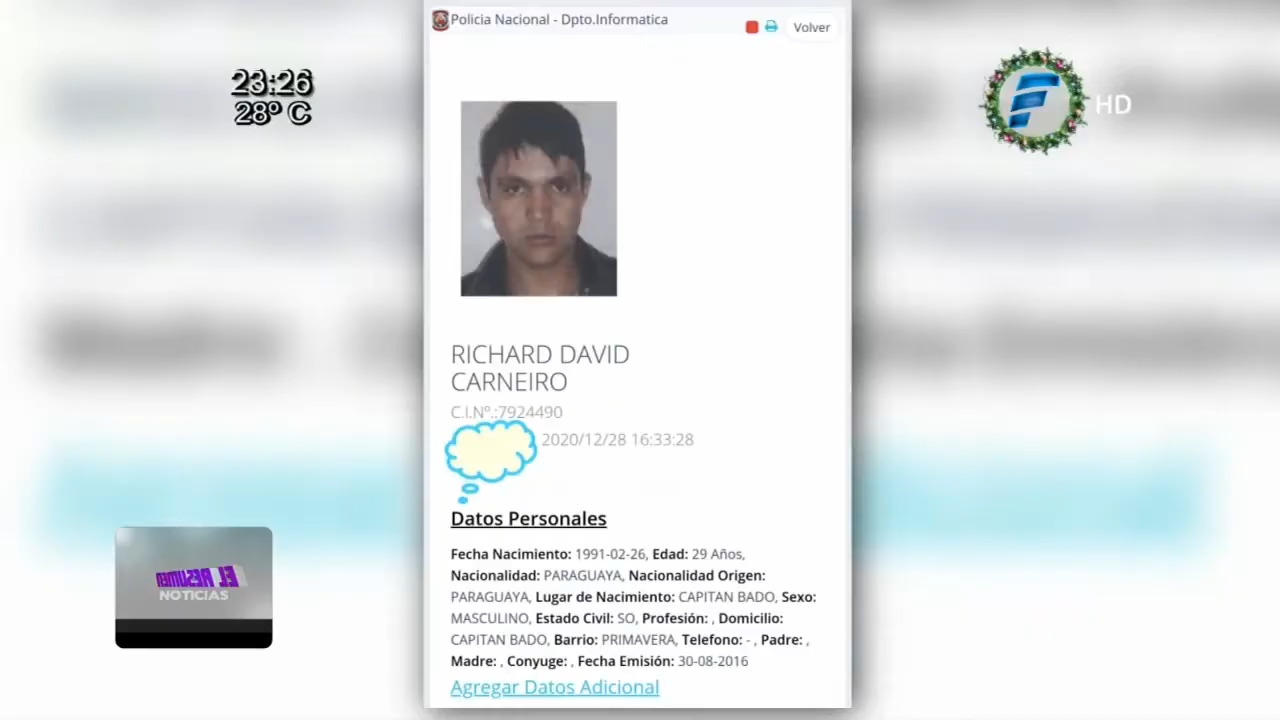 Policia Nacional - Dpto.Informatica
Volver
23:26
28º C
HD
RICHARD DAVID
CARNEIRO
C.I.Nº.:7924490
2020/12/28 16:33:28
Datos Personales
Fecha Nacimiento: 1991-02-26, Edad: 29 Años,
Nacionalidad: PARAGUAYA, Nacionalidad Origen:
PARAGUAYA, Lugar de Nacimiento: CAPITAN BADO, Sexo:
MASCULINO, Estado Civil: SO, Profesión: , Domicilio:
CAPITAN BADO, Barrio: PRIMAVERA, Telefono: - , Padre: ,
Madre: , Conyuge: , Fecha Emisión: 30-08-2016
Agregar Datos Adicional
EL RESUMEN
NOTICIAS